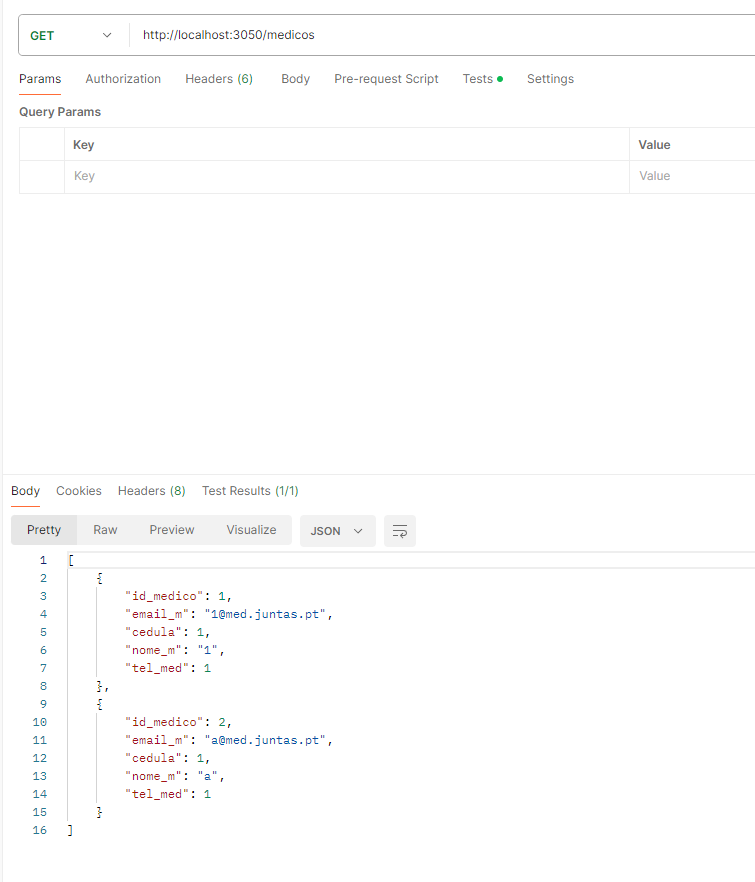 GET http://localhost:3050/medicos
Params Authorization Headers (6) Body Pre-request Script Tests Settings
Query Params
Key Value
Key Value
Body Cookies Headers (8) Test Results (1/1)
Pretty Raw Preview Visualize JSON
1 [
2 {
3 "id_medico": 1,
4 "email_m": "1@med.juntas.pt",
5 "cedula": 1,
6 "nome_m": "1",
7 "tel_med": 1
8 },
9 {
10 "id_medico": 2,
11 "email_m": "a@med.juntas.pt",
12 "cedula": 1,
13 "nome_m": "a",
14 "tel_med": 1
15 }
16 ]